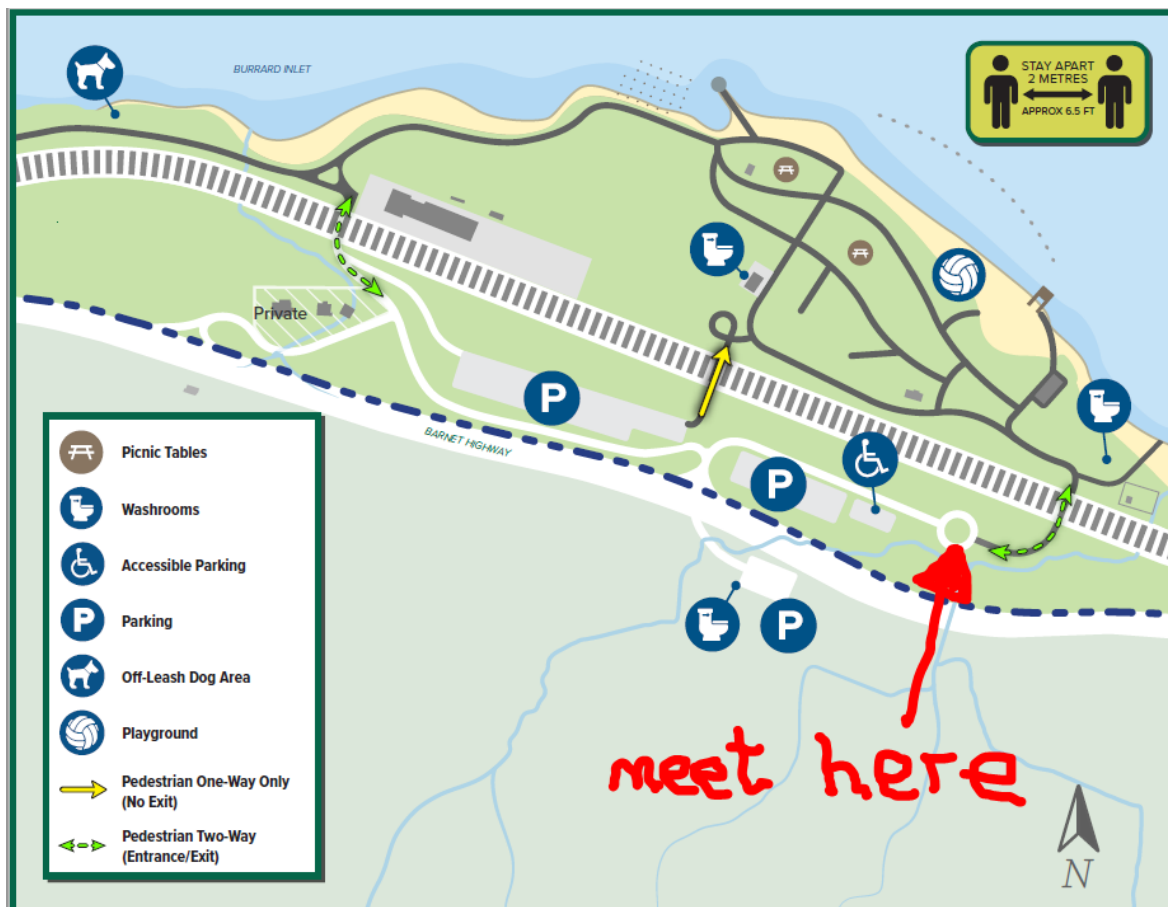 BURRARD INLET
STAY APART
2 METRES
APPROX 6.5 FT
Private
P
BARNET HIGHWAY
P
P
Picnic Tables
Washrooms
Accessible Parking
P
Parking
Off-Leash Dog Area
Playground
Pedestrian One-Way Only
(No Exit)
Pedestrian Two-Way
(Entrance/Exit)
meet here
N